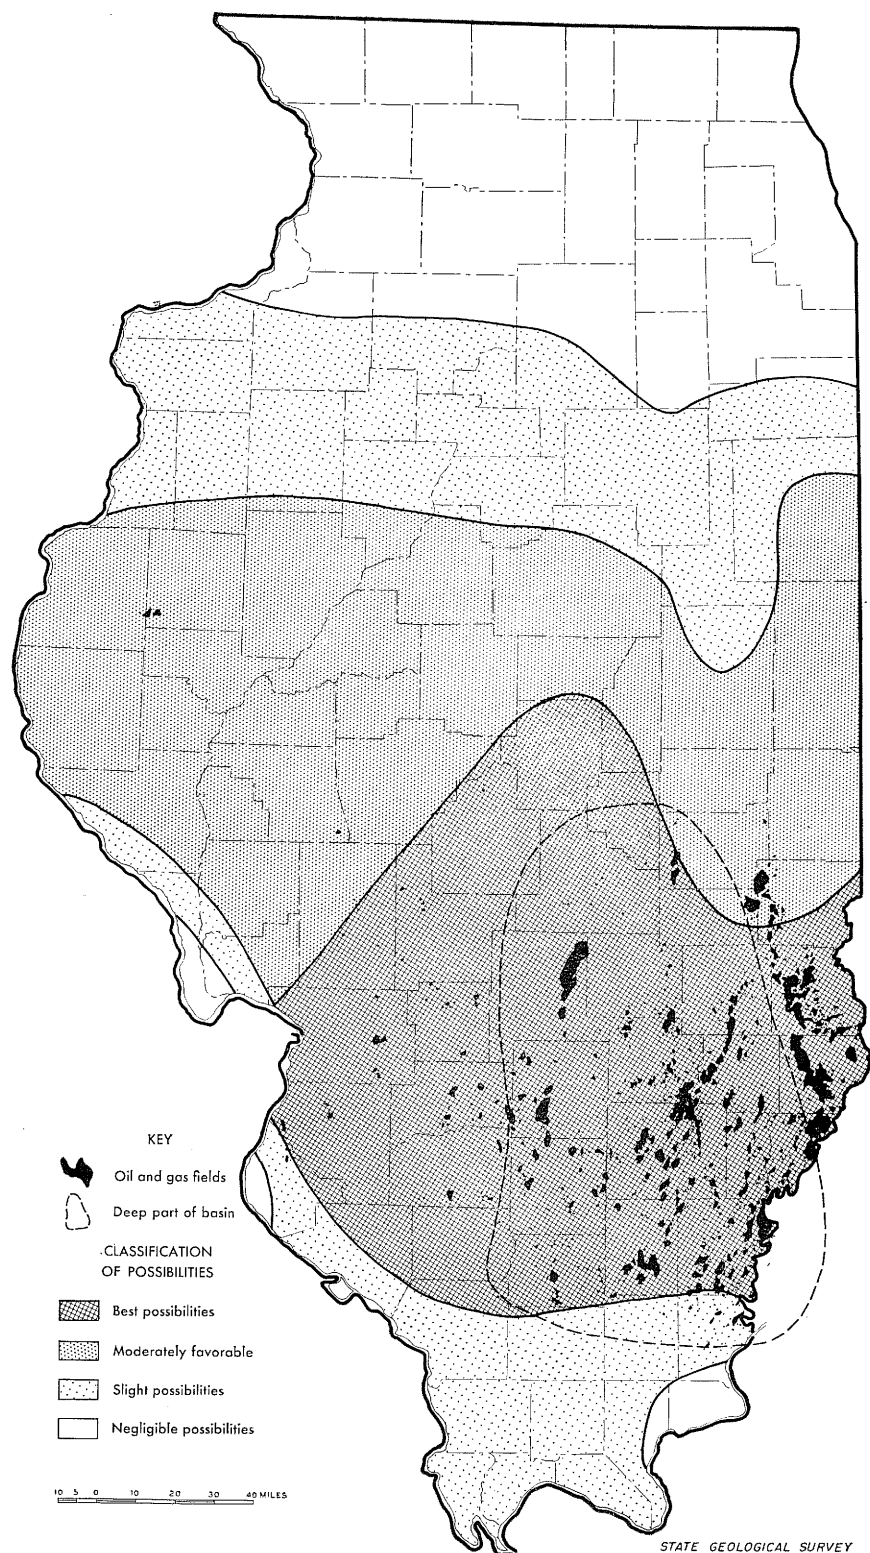 KEY
Oil and gas fields
Deep part of basin
CLASSIFICATION
OF POSSIBILITIES
Best possibilities
Moderately favorable
Slight possibilities
Negligible possibilities
10 5 0 10 20 30 40 MILES
STATE GEOLOGICAL SURVEY